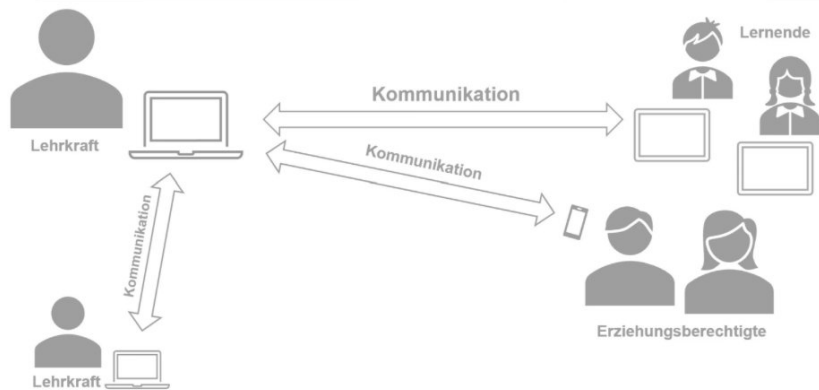 Lernende
Kommunikation
Lehrkraft
Kommunikation
Kommunikation
Erziehungsberechtigte
Lehrkraft